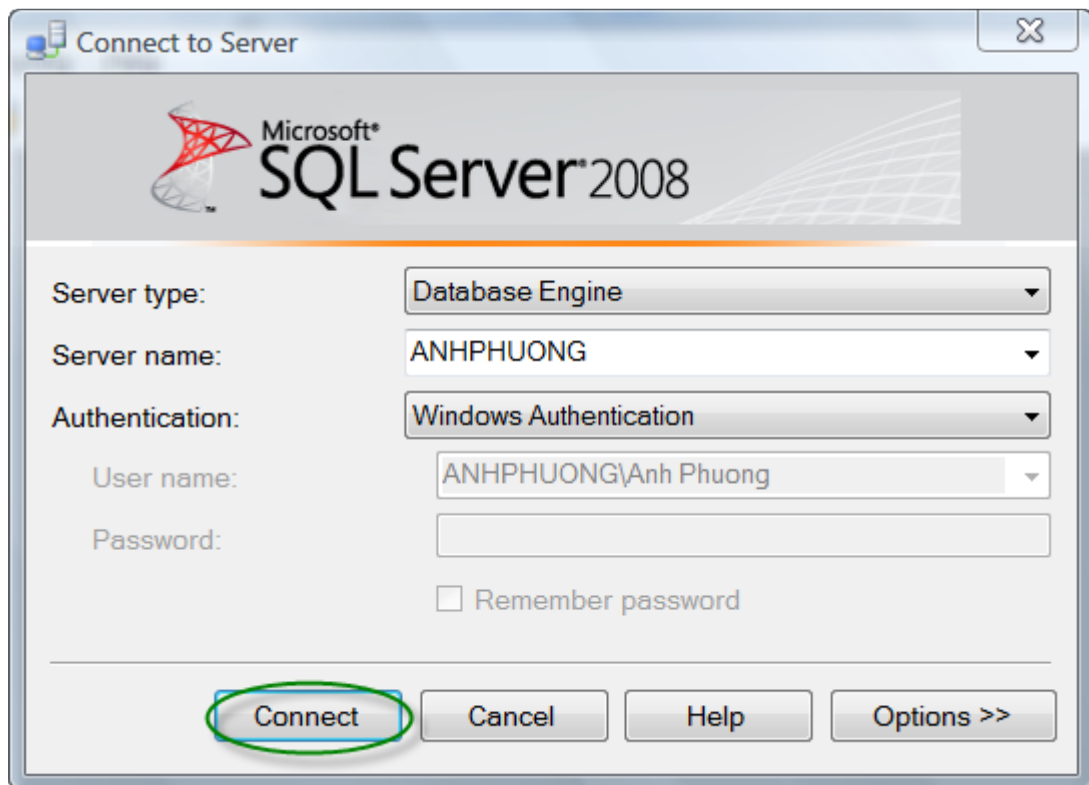 Connect to Server
Microsoft®
SQL Server® 2008
™
Server type: Database Engine
Server name: ANHPHUONG
Authentication: Windows Authentication
User name: ANHPHUONG\Anh Phuong
Password:
Remember password
Connect Cancel Help Options >>